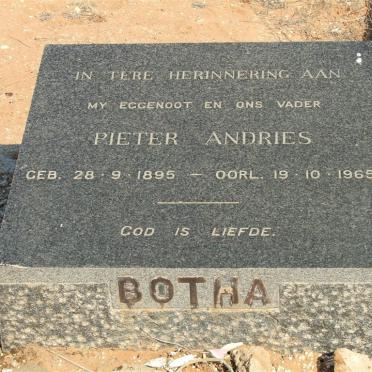 IN TERE HERINNERING AAN
MY EGGENOOT EN ONS VADER
PIETER ANDRIES
GEB. 28·9·1895 – OORL. 19·10·1965
GOD IS LIEFDE.
BOTHA